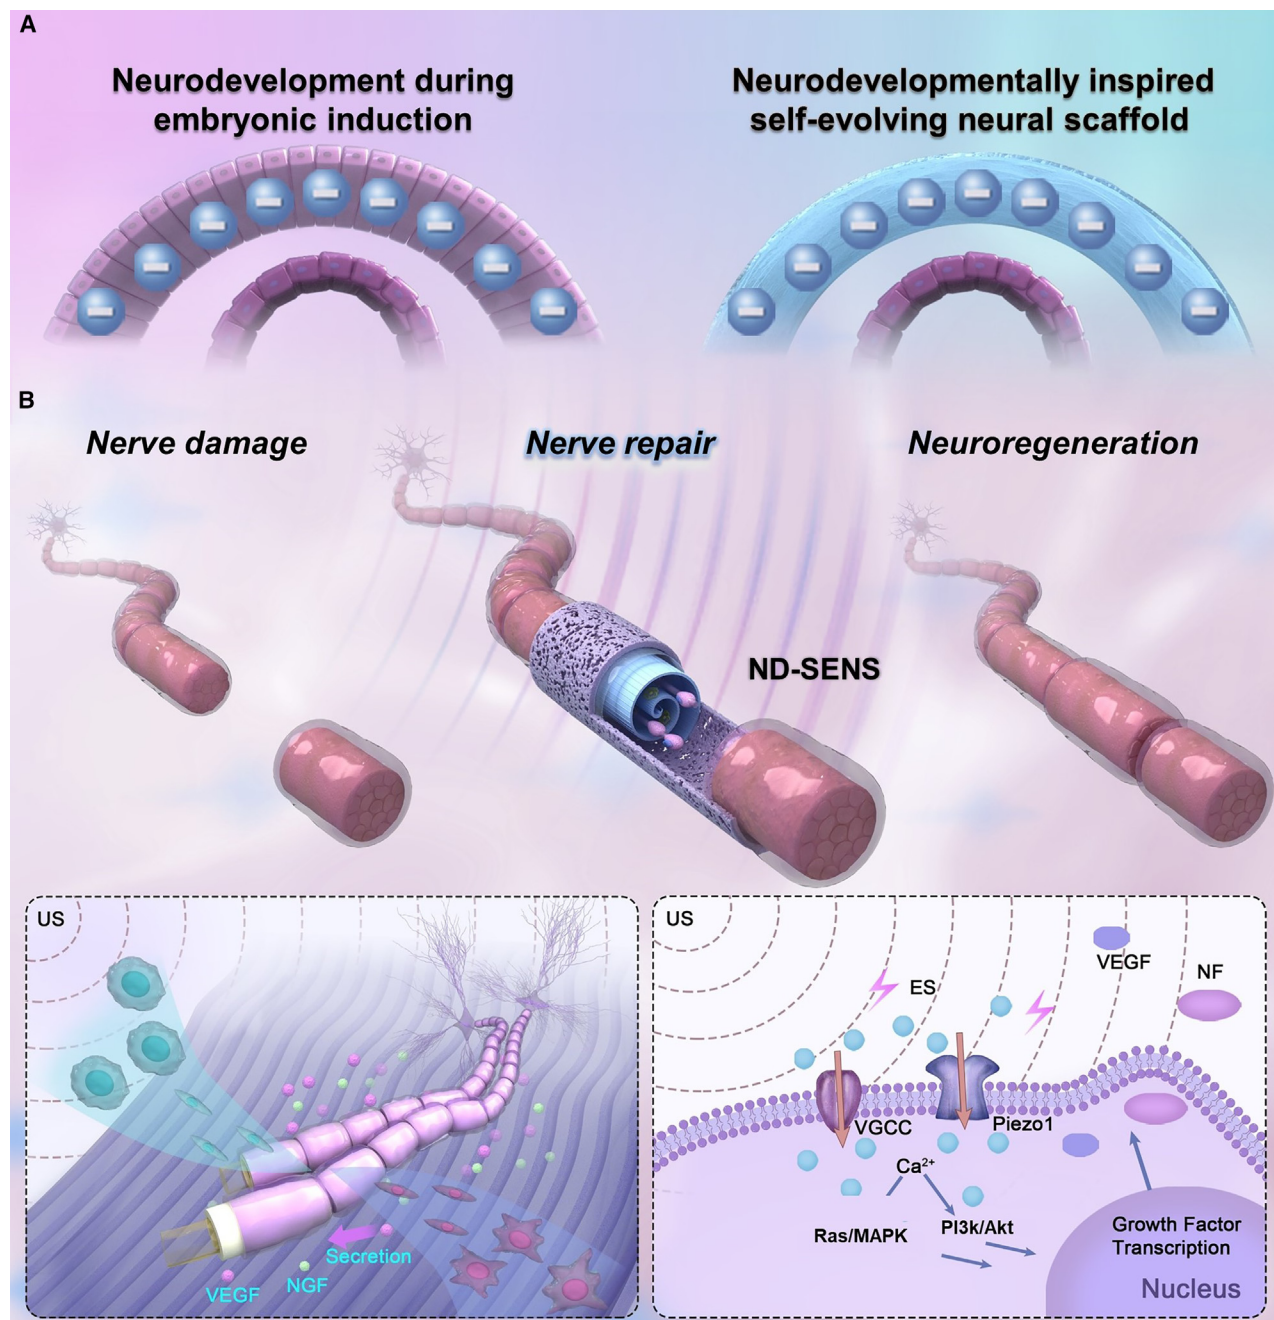 A
Neurodevelopment during
embryonic induction
Neurodevelopmentally inspired
self-evolving neural scaffold
B
Nerve damage
Nerve repair
Neuroregeneration
ND-SENS
US
Secretion
VEGF
NGF
US
VEGF
NF
ES
VGCC
Piezo1
Ca²⁺
Ras/MAPK
PI3k/Akt
Growth Factor
Transcription
Nucleus